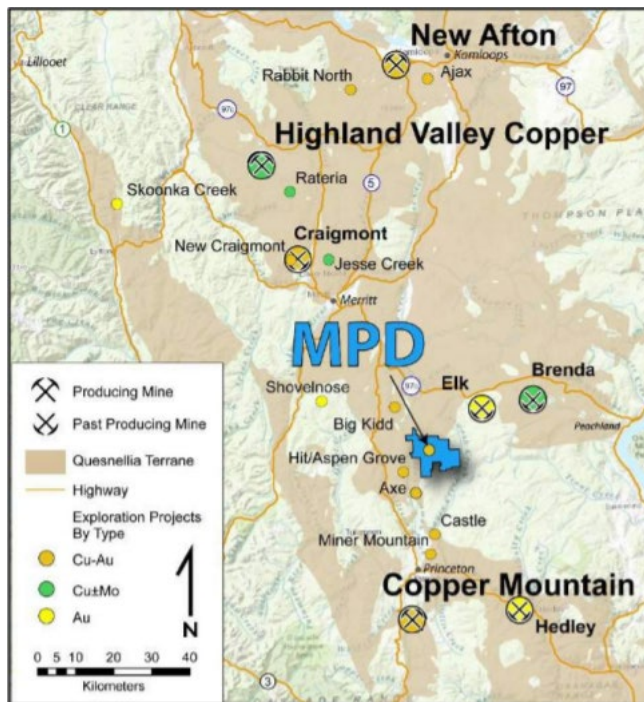 New Afton
Kamloops
Lillooet
Rabbit North
Ajax
97c
97
1
Highland Valley Copper
Rateria
5
Skoonka Creek
Craigmont
New Craigmont
Jesse Creek
Merritt
MPD
97c
Brenda
Elk
Shovelnose
Big Kidd
Peachland
Hit/Aspen Grove
Axe
Castle
Miner Mountain
Princeton
Copper Mountain
Hedley
3
Producing Mine
Past Producing Mine
Quesnellia Terrane
Highway
Exploration Projects
By Type
Cu-Au
Cu±Mo
Au
N
0 5 10 20 30 40
Kilometers